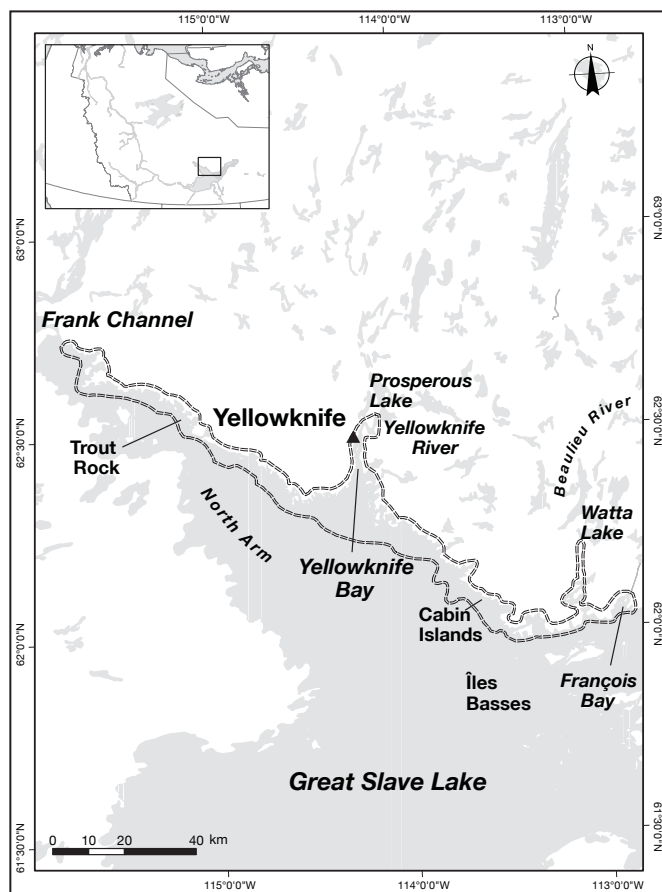 115°0'0"W
114°0'0"W
113°0'0"W
N
63°0'0"N
63°0'0"N
Frank Channel
Prosperous
Lake
Yellowknife
Yellowknife
River
62°30'0"N
62°30'0"N
Trout
Rock
Beaulieu River
North Arm
Watta
Lake
Yellowknife
Bay
Cabin
Islands
62°0'0"N
62°0'0"N
Îles
Basses
François
Bay
Great Slave Lake
0 10 20 40 km
61°30'0"N
61°30'0"N
115°0'0"W
114°0'0"W
113°0'0"W